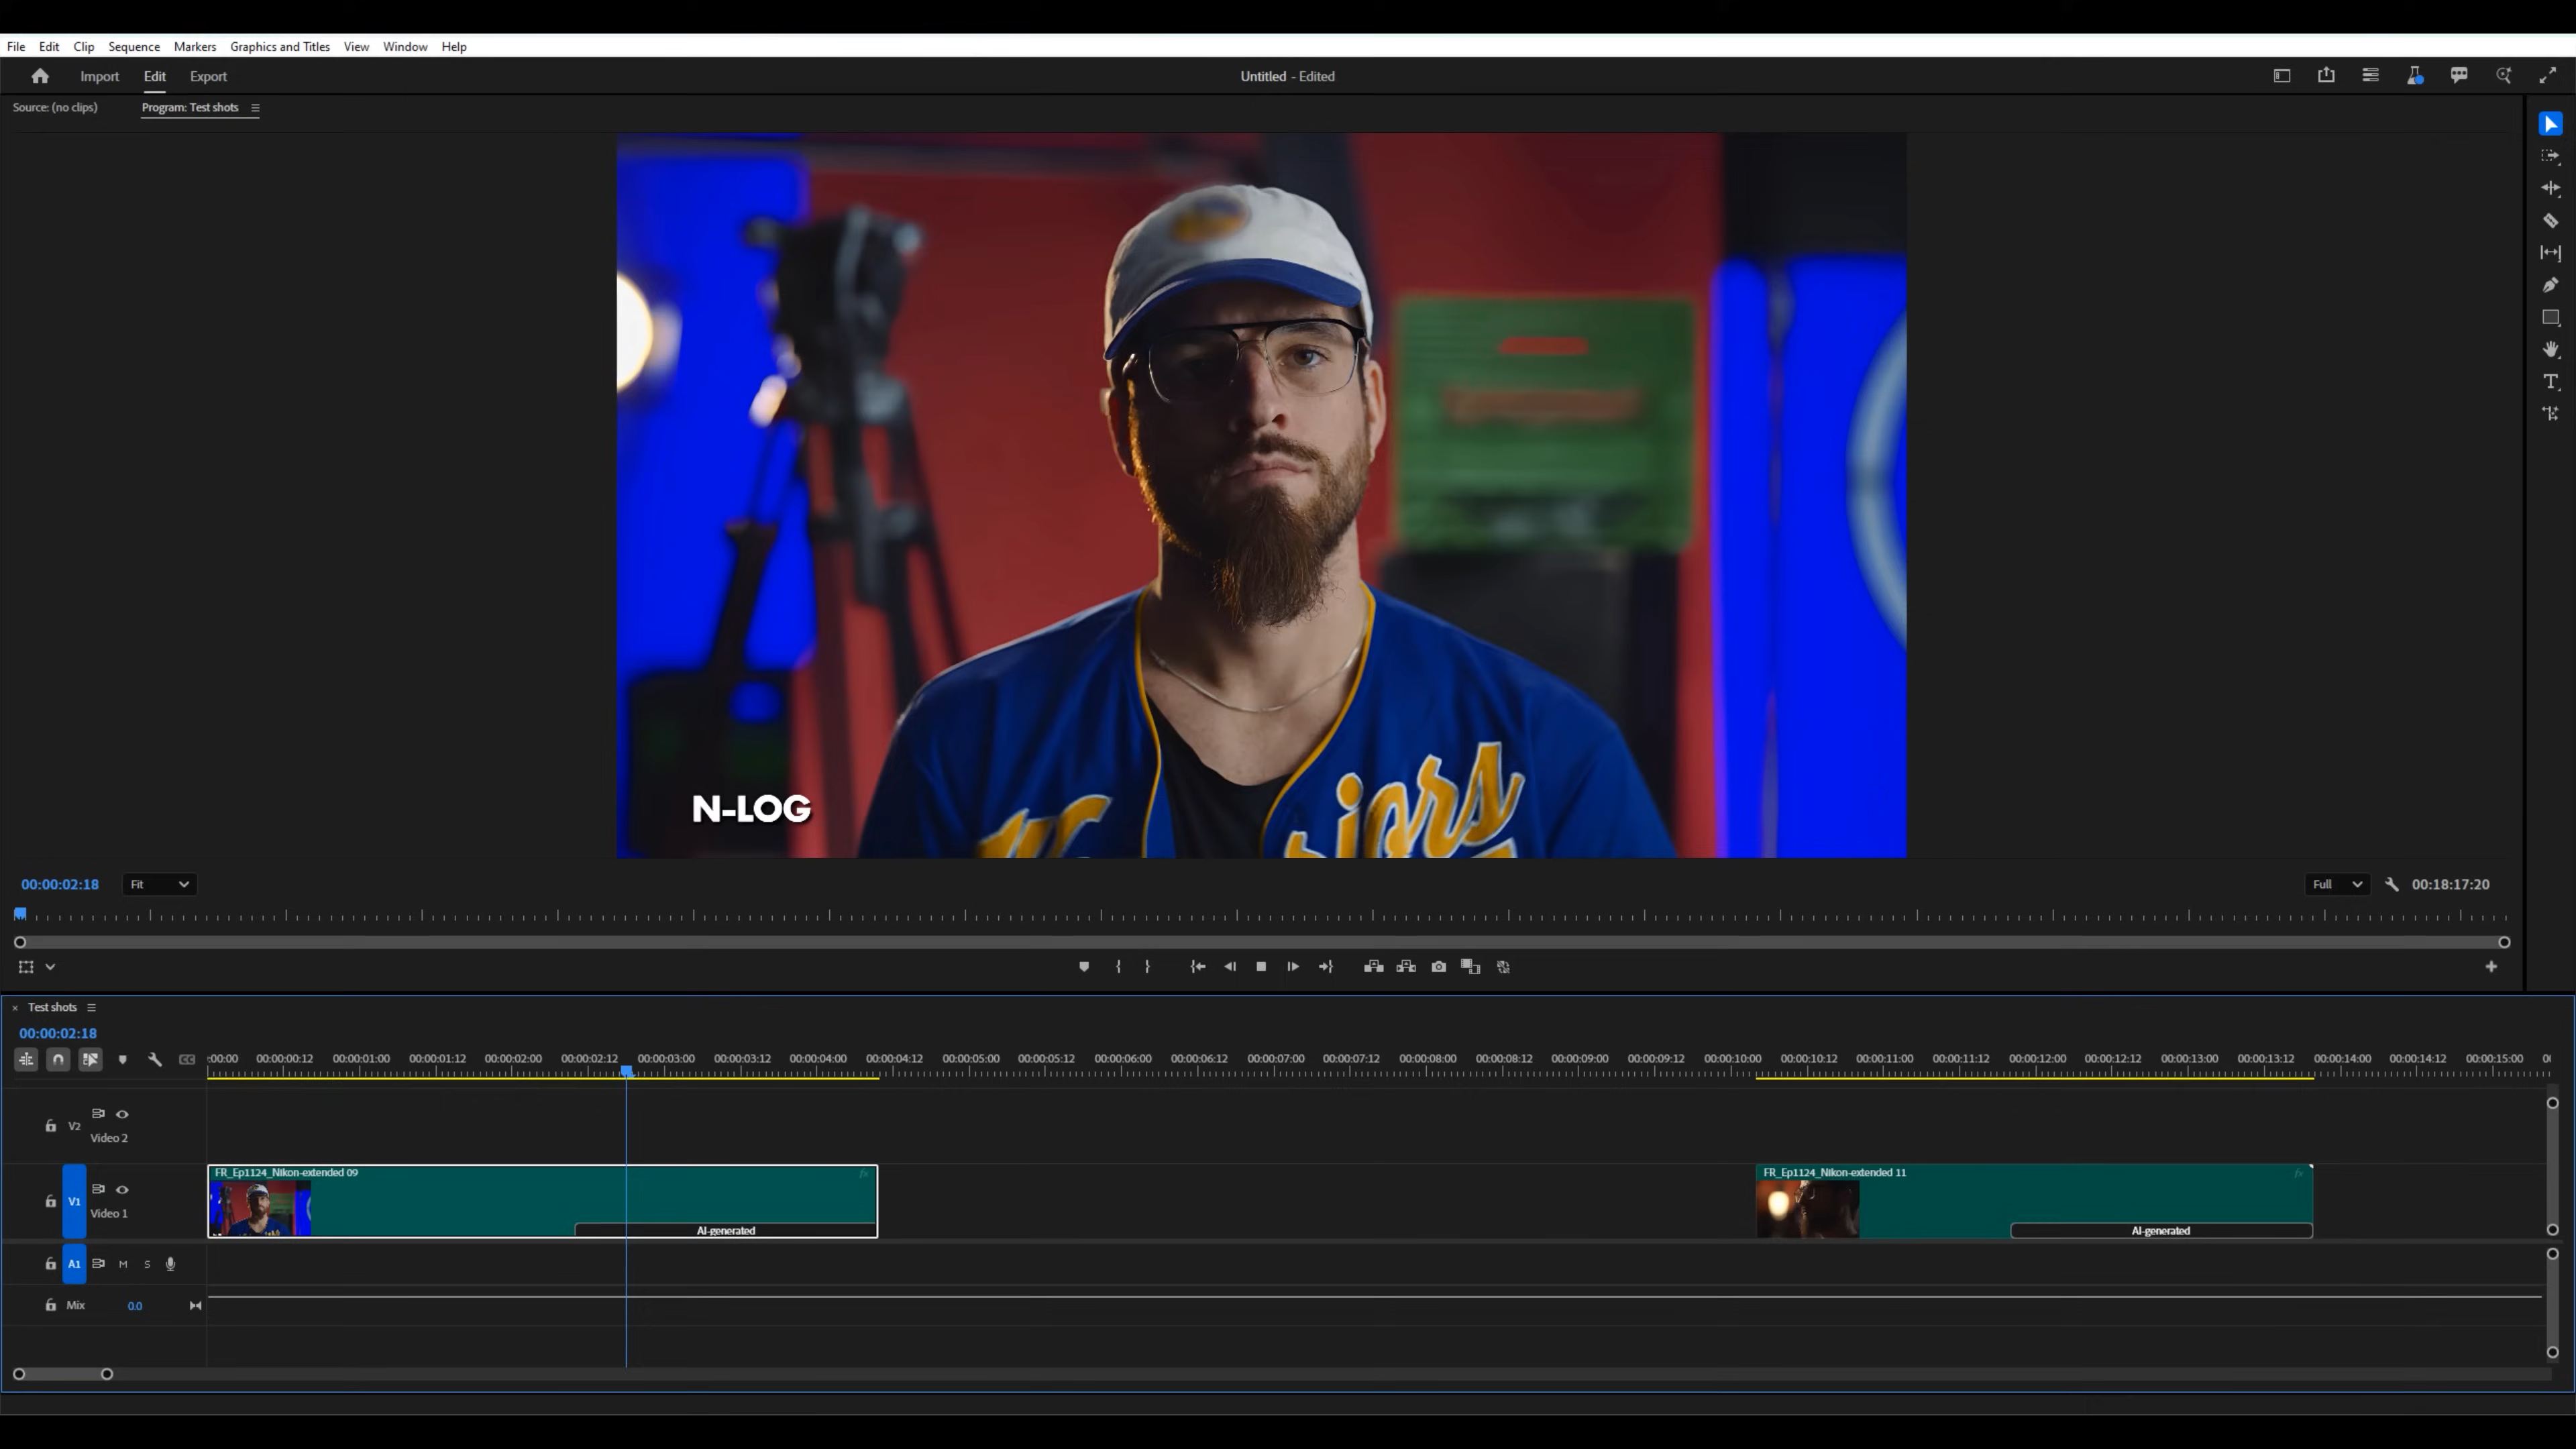 File Edit Clip Sequence Markers Graphics and Titles View Window Help
Import Edit Export
Untitled - Edited
Source: (no clips) Program: Test shots
iors
N-LOG
00:00:02:18 Fit
Full 00:18:17:20
Test shots
00:00:02:18
:00:00 00:00:00:12 00:00:01:00 00:00:01:12 00:00:02:00 00:00:02:12 00:00:03:00 00:00:03:12 00:00:04:00 00:00:04:12 00:00:05:00 00:00:05:12 00:00:06:00 00:00:06:12 00:00:07:00 00:00:07:12 00:00:08:00 00:00:08:12 00:00:09:00 00:00:09:12 00:00:10:00 00:00:10:12 00:00:11:00 00:00:11:12 00:00:12:00 00:00:12:12 00:00:13:00 00:00:13:12 00:00:14:00 00:00:14:12 00:00:15:00
V2 Video 2
FR_Ep1124_Nikon-extended 09 fx
FR_Ep1124_Nikon-extended 11 fx
V1 Video 1
AI-generated
AI-generated
A1 M S
Mix 0.0